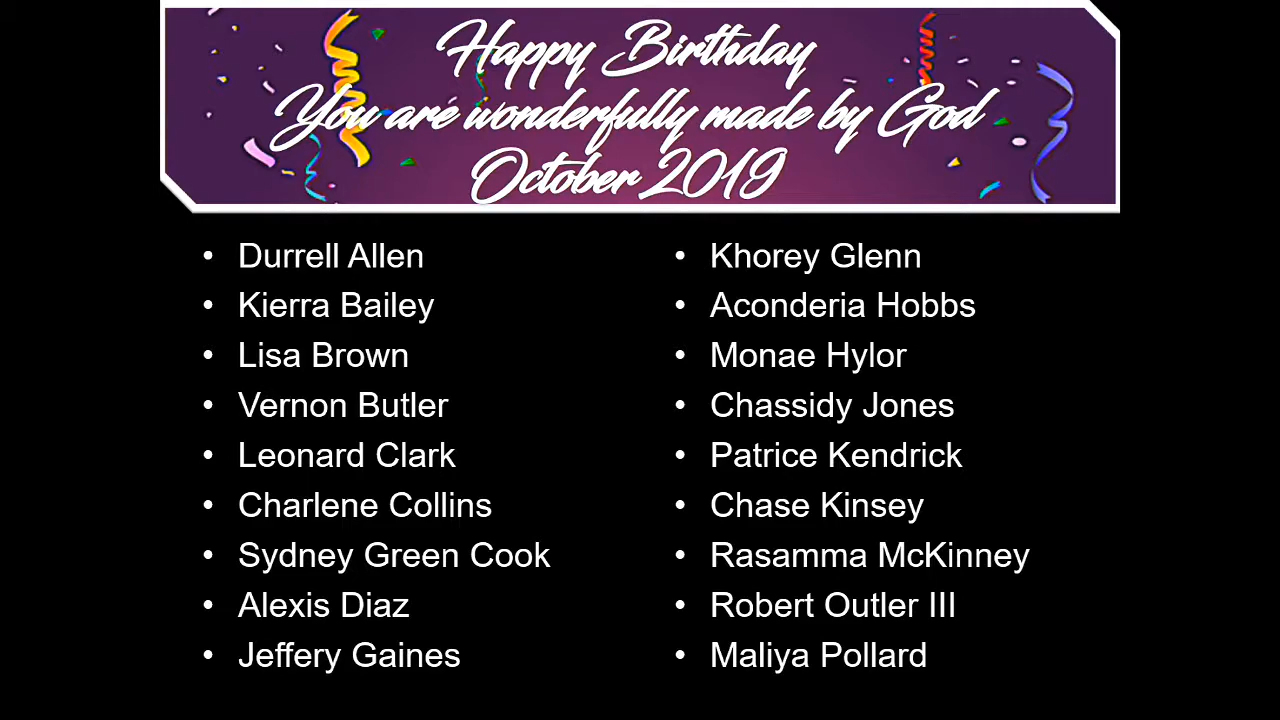 Happy Birthday
You are wonderfully made by God
October 2019
• Durrell Allen
• Kierra Bailey
• Lisa Brown
• Vernon Butler
• Leonard Clark
• Charlene Collins
• Sydney Green Cook
• Alexis Diaz
• Jeffery Gaines
• Khorey Glenn
• Aconderia Hobbs
• Monae Hylor
• Chassidy Jones
• Patrice Kendrick
• Chase Kinsey
• Rasamma McKinney
• Robert Outler III
• Maliya Pollard